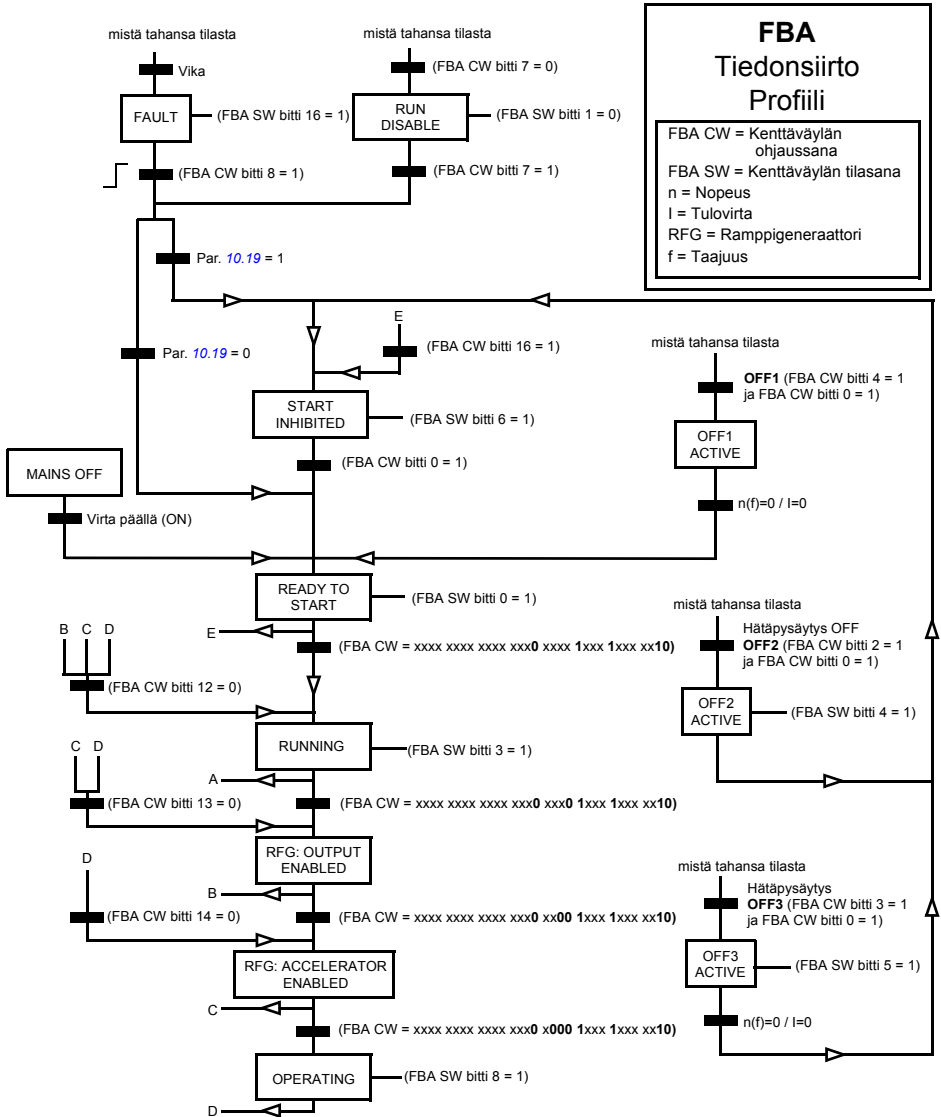 mistä tahansa tilasta
Vika
FAULT
(FBA SW bitti 16 = 1)
(FBA CW bitti 8 = 1)
mistä tahansa tilasta
(FBA CW bitti 7 = 0)
RUN
DISABLE
(FBA SW bitti 1 = 0)
(FBA CW bitti 7 = 1)
FBA
Tiedonsiirto
Profiili
FBA CW = Kenttäväylän
ohjaussana
FBA SW = Kenttäväylän tilasana
n = Nopeus
I = Tulovirta
RFG = Ramppigeneraattori
f = Taajuus
Par. 10.19 = 1
Par. 10.19 = 0
E
(FBA CW bitti 16 = 1)
START
INHIBITED
(FBA SW bitti 6 = 1)
(FBA CW bitti 0 = 1)
mistä tahansa tilasta
OFF1 (FBA CW bitti 4 = 1
ja FBA CW bitti 0 = 1)
OFF1
ACTIVE
n(f)=0 / I=0
MAINS OFF
Virta päällä (ON)
READY TO
START
(FBA SW bitti 0 = 1)
E
(FBA CW = xxxx xxxx xxxx xxx0 xxxx 1xxx 1xxx xx10)
B C D
(FBA CW bitti 12 = 0)
mistä tahansa tilasta
Hätäpysäytys OFF
OFF2 (FBA CW bitti 2 = 1
ja FBA CW bitti 0 = 1)
OFF2
ACTIVE
(FBA SW bitti 4 = 1)
RUNNING
(FBA SW bitti 3 = 1)
A
C D
(FBA CW bitti 13 = 0)
(FBA CW = xxxx xxxx xxxx xxx0 xxx0 1xxx 1xxx xx10)
RFG: OUTPUT
ENABLED
B
D
(FBA CW bitti 14 = 0)
(FBA CW = xxxx xxxx xxxx xxx0 xx00 1xxx 1xxx xx10)
mistä tahansa tilasta
Hätäpysäytys
OFF3 (FBA CW bitti 3 = 1
ja FBA CW bitti 0 = 1)
OFF3
ACTIVE
(FBA SW bitti 5 = 1)
n(f)=0 / I=0
RFG: ACCELERATOR
ENABLED
C
(FBA CW = xxxx xxxx xxxx xxx0 x000 1xxx 1xxx xx10)
OPERATING
(FBA SW bitti 8 = 1)
D